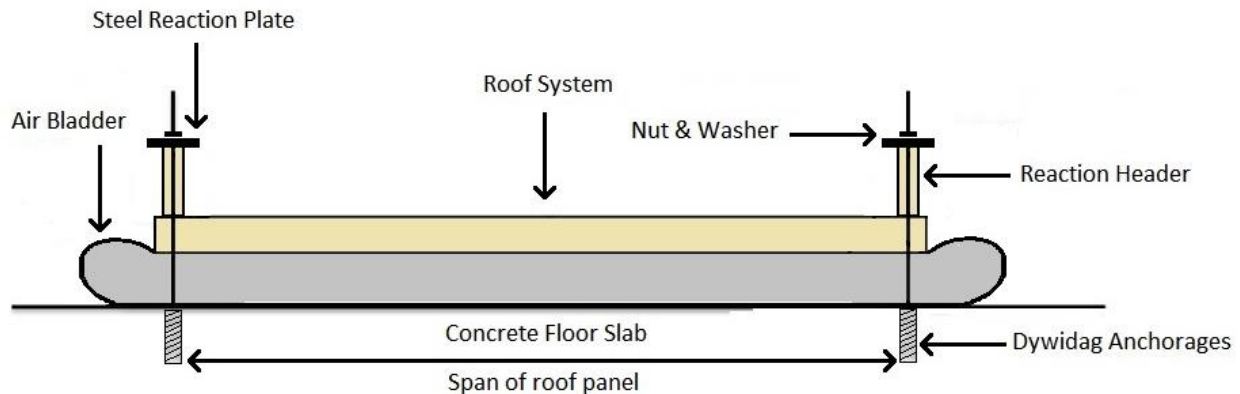 Steel Reaction Plate
Roof System
Air Bladder
Nut & Washer
Reaction Header
Concrete Floor Slab
Dywidag Anchorages
Span of roof panel